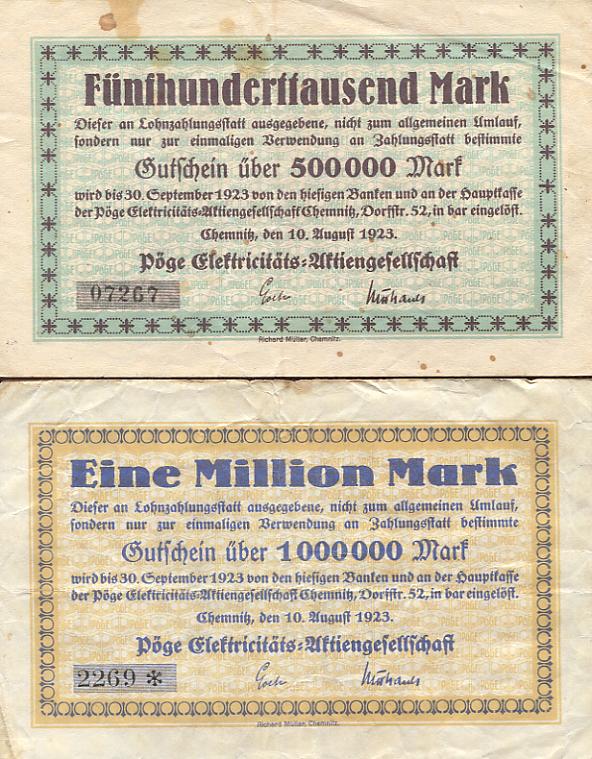 Fünfhunderttausend Mark
Dieser an Lohnzahlungsstatt ausgegebene, nicht zum allgemeinen Umlauf,
sondern nur zur einmaligen Verwendung an Zahlungsstatt bestimmte
Gutschein über 500000 Mark
wird bis 30. September 1923 von den hiesigen Banken und an der Hauptkasse
der Pöge Elektricitäts-Aktiengesellschaft Chemnitz, Dorfstr. 52, in bar eingelöst.
Chemnitz, den 10. August 1923.
Pöge Elektricitäts-Aktiengesellschaft
07267
Richard Müller, Chemnitz.
Eine Million Mark
Dieser an Lohnzahlungsstatt ausgegebene, nicht zum allgemeinen Umlauf,
sondern nur zur einmaligen Verwendung an Zahlungsstatt bestimmte
Gutschein über 1000000 Mark
wird bis 30. September 1923 von den hiesigen Banken und an der Hauptkasse
der Pöge Elektricitäts-Aktiengesellschaft Chemnitz, Dorfstr. 52, in bar eingelöst.
Chemnitz, den 10. August 1923.
Pöge Elektricitäts-Aktiengesellschaft
2269 *
Richard Müller, Chemnitz.